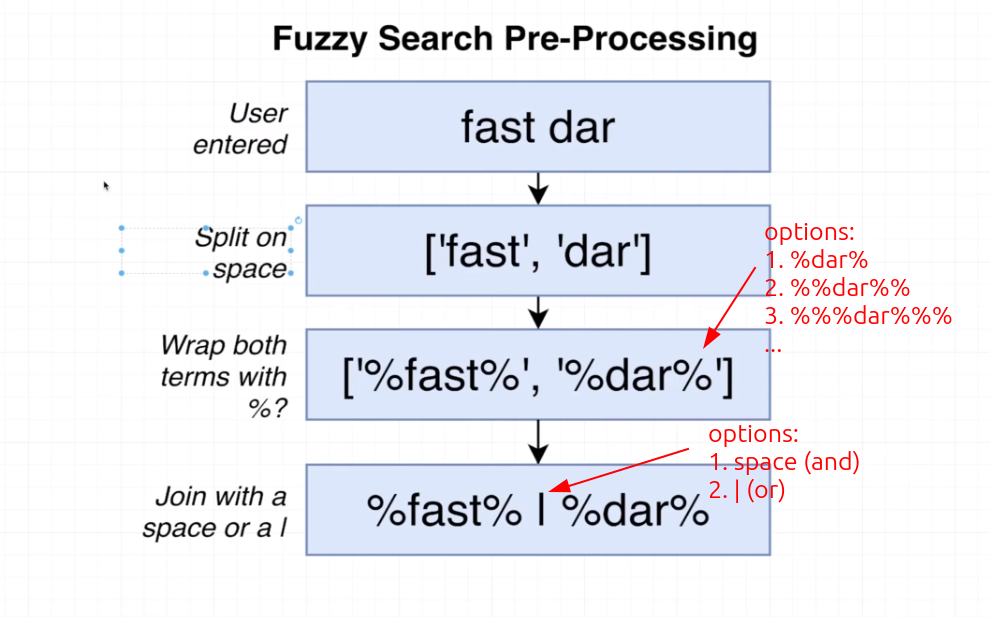 Fuzzy Search Pre-Processing
User
entered
fast dar
Split on
space
['fast', 'dar']
options:
1. %dar%
2. %%dar%%
3. %%%dar%%%
...
Wrap both
terms with
%?
['%fast%', '%dar%']
options:
1. space (and)
2. | (or)
Join with a
space or a |
%fast% | %dar%